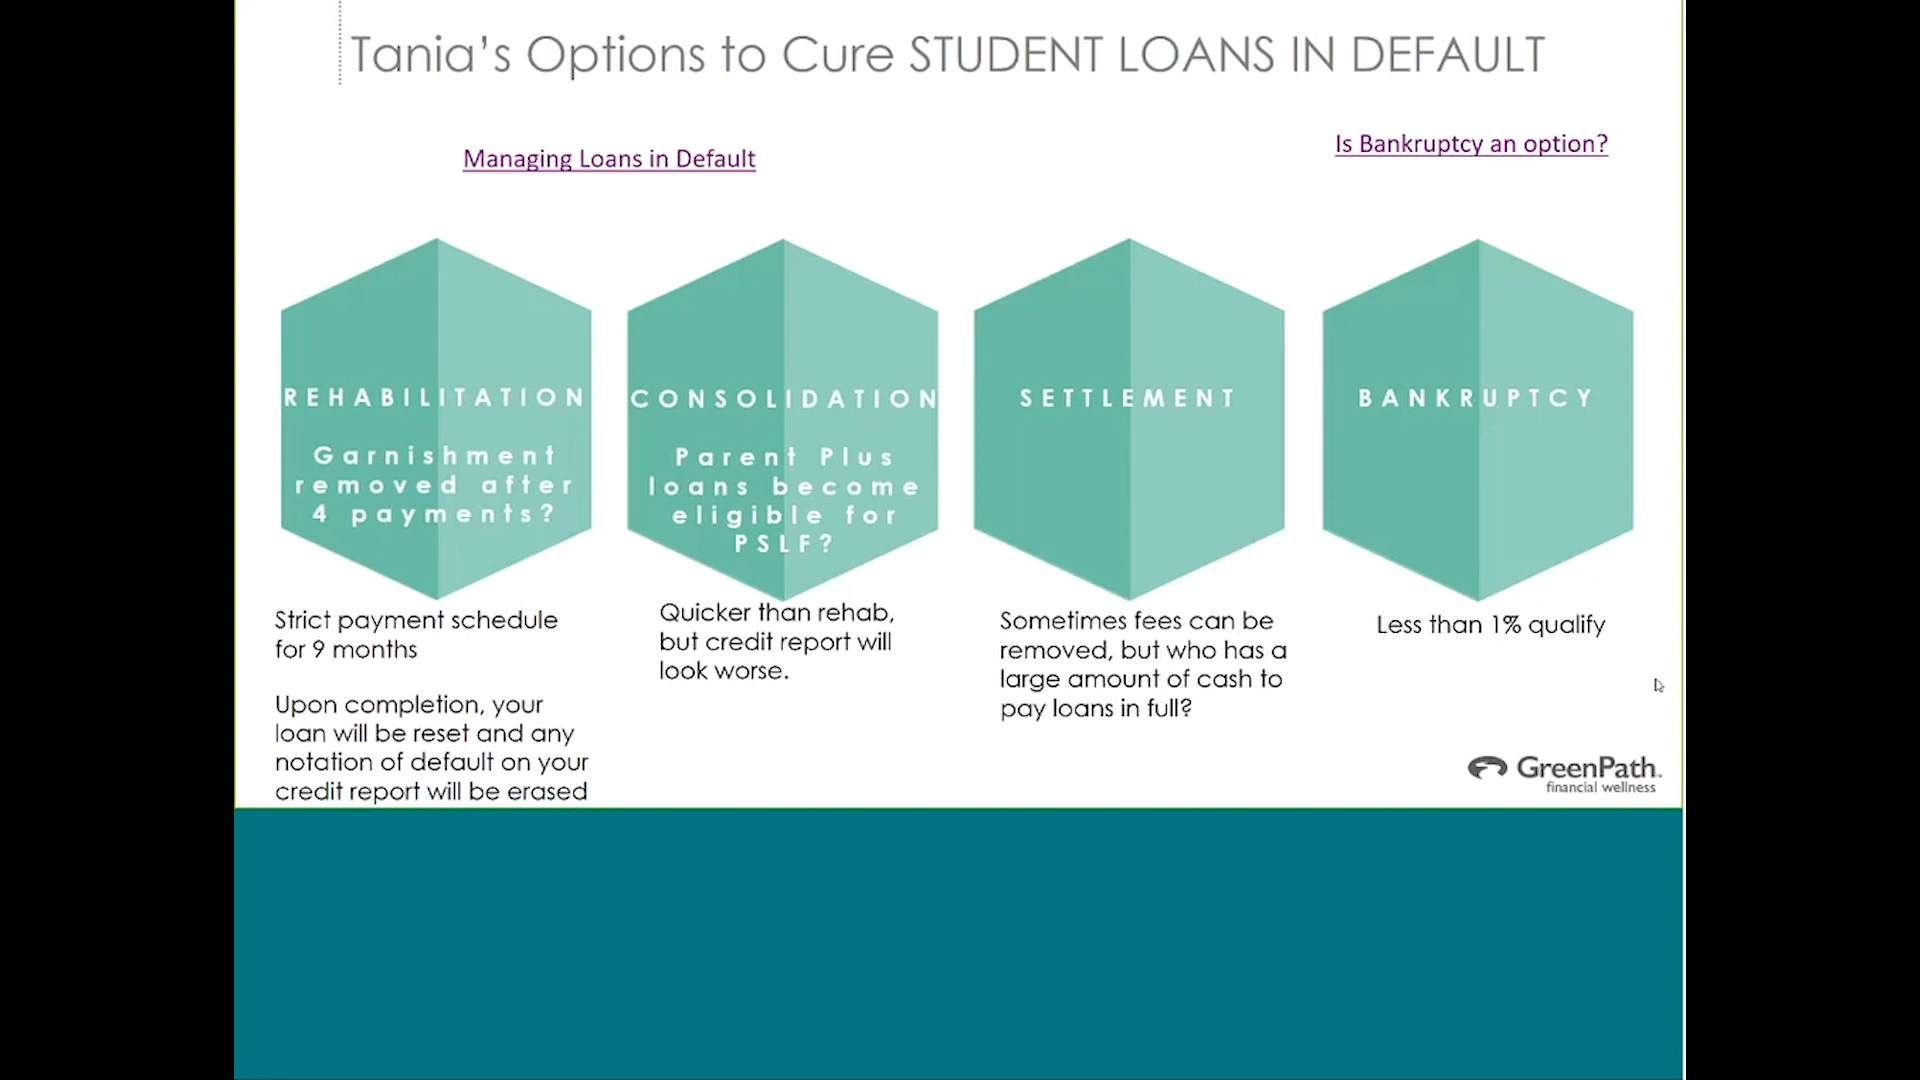 Tania's Options to Cure STUDENT LOANS IN DEFAULT
Managing Loans in Default
Is Bankruptcy an option?
REHABILITATION
Garnishment
removed after
4 payments?
Strict payment schedule
for 9 months
Upon completion, your
loan will be reset and any
notation of default on your
credit report will be erased
CONSOLIDATION
Parent Plus
loans become
eligible for
PSLF?
Quicker than rehab,
but credit report will
look worse.
SETTLEMENT
Sometimes fees can be
removed, but who has a
large amount of cash to
pay loans in full?
BANKRUPTCY
Less than 1% qualify
GreenPath.
financial wellness